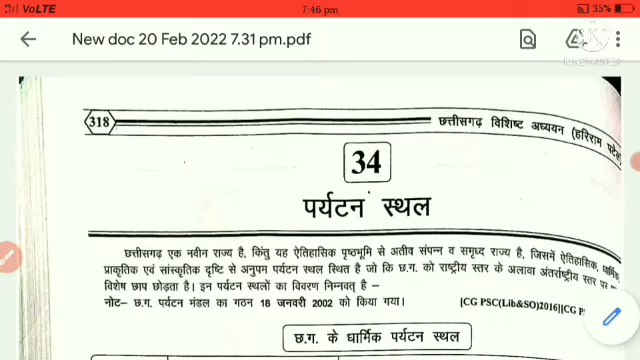 VoLTE 7:46 pm 35%
New doc 20 Feb 2022 7.31 pm.pdf
KINEMASTER
318 छत्तीसगढ़ विशिष्ट अध्ययन (हरिराम पटेल)
34
पर्यटन स्थल
छत्तीसगढ़ एक नवीन राज्य है, किंतु यह ऐतिहासिक पृष्ठभूमि से अतीव संपन्न व समृध्द राज्य है, जिसमें ऐतिहासिक, धार्मिक,
प्राकृतिक एवं सांस्कृतिक दृष्टि से अनुपम पर्यटन स्थल स्थित है जो कि छ.ग. को राष्ट्रीय स्तर के अलावा अंतर्राष्ट्रीय स्तर पर
विशेष छाप छोड़ता है। इन पर्यटन स्थलों का विवरण निम्नवत् है –
नोट- छ.ग. पर्यटन मंडल का गठन 18 जनवरी 2002 को किया गया। [CG PSC(Lib&SO)2016][CG
छ.ग. के धार्मिक पर्यटन स्थल